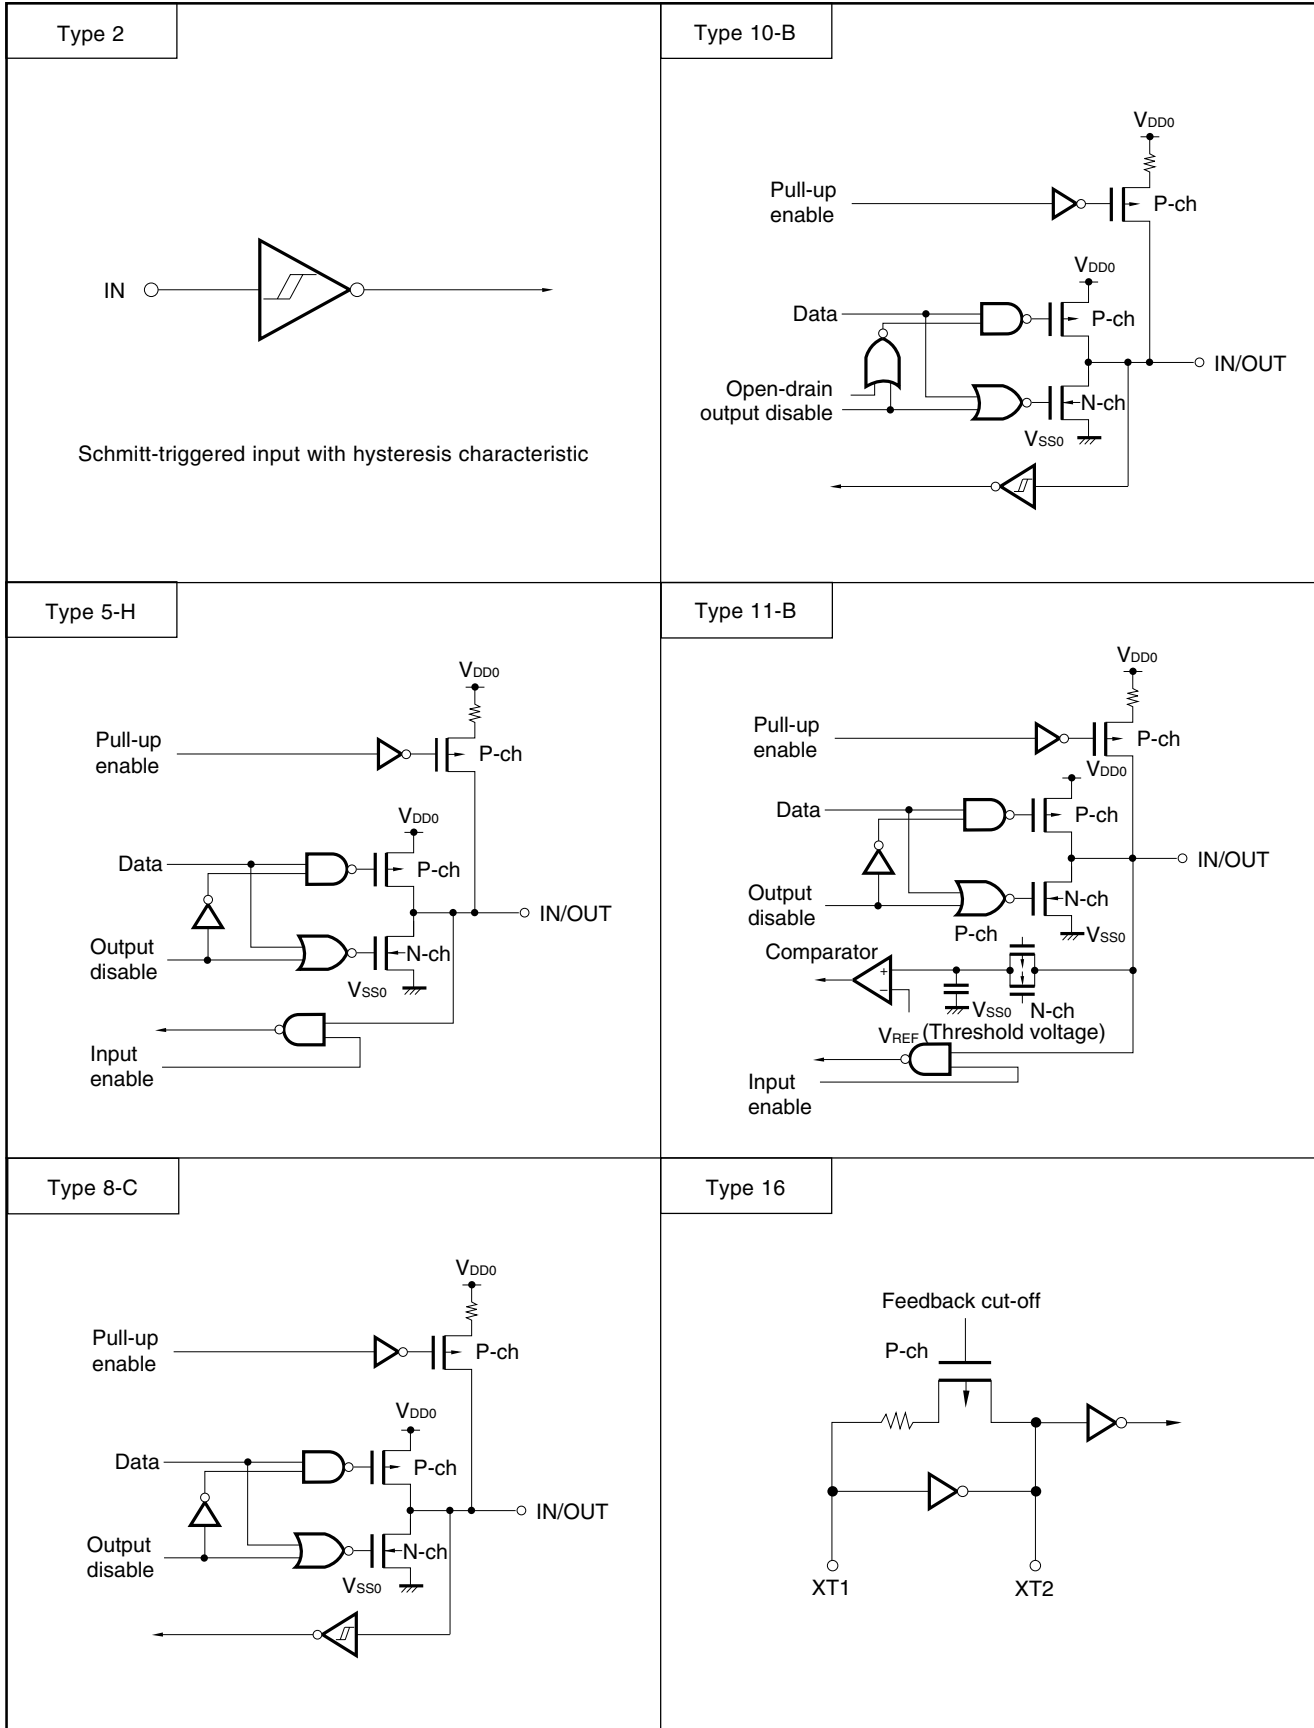 Type 2
IN
Schmitt-triggered input with hysteresis characteristic
Type 10-B
VDD0
Pull-up
enable
P-ch
VDD0
Data
P-ch
IN/OUT
Open-drain
output disable
N-ch
VSS0
Type 5-H
VDD0
Pull-up
enable
P-ch
VDD0
Data
P-ch
IN/OUT
Output
disable
N-ch
VSS0
Input
enable
Type 11-B
VDD0
Pull-up
enable
P-ch
VDD0
Data
P-ch
IN/OUT
Output
disable
N-ch
P-ch
VSS0
Comparator
+
–
VSS0
N-ch
VREF (Threshold voltage)
Input
enable
Type 8-C
VDD0
Pull-up
enable
P-ch
VDD0
Data
P-ch
IN/OUT
Output
disable
N-ch
VSS0
Type 16
Feedback cut-off
P-ch
XT1
XT2